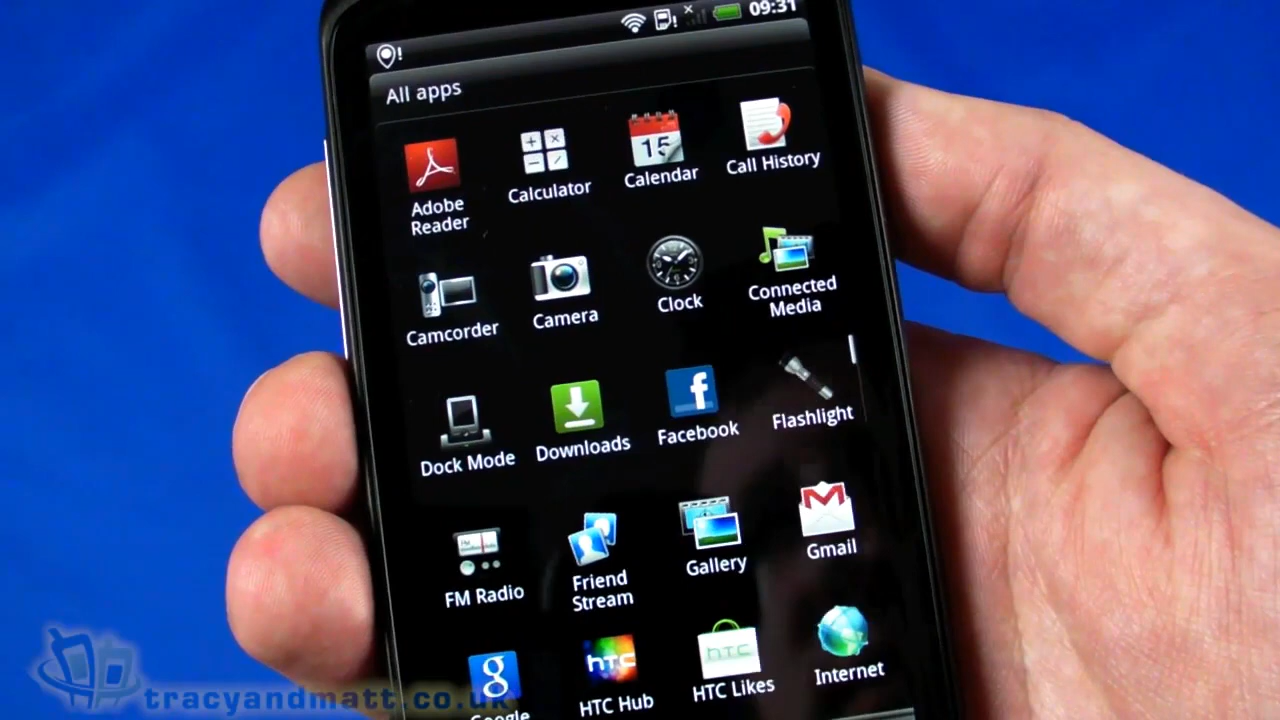 09:31
All apps
15
Adobe
Reader
Calculator
Calendar
Call History
Camcorder
Camera
Clock
Connected
Media
Dock Mode
Downloads
f
Facebook
Flashlight
FM Radio
Friend
Stream
Gallery
M
Gmail
g
Google
hTC
HTC Hub
hTC
HTC Likes
Internet
tracyandmatt.co.uk